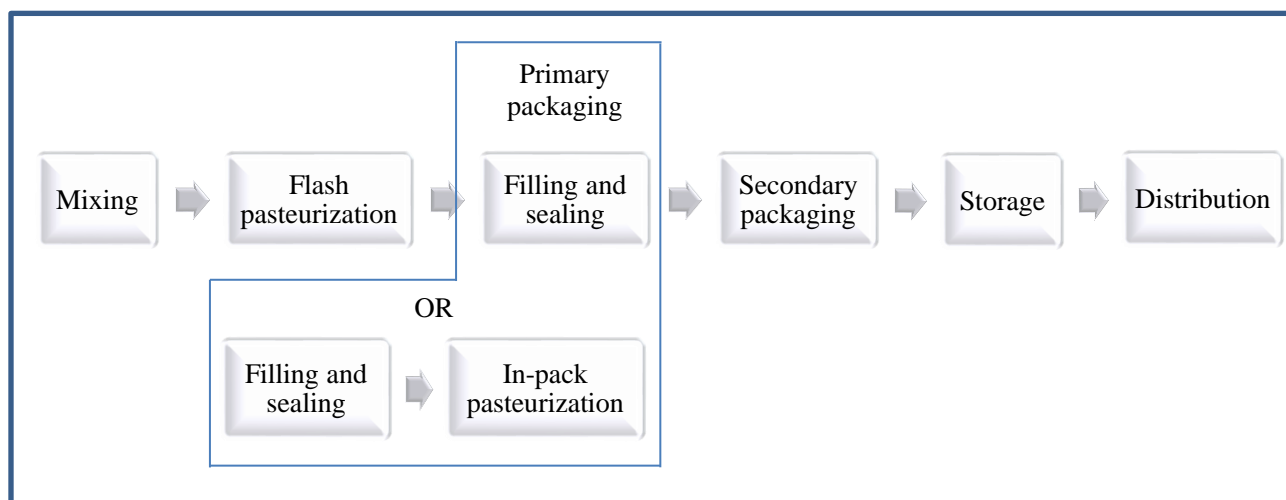 Primary
packaging
Mixing
Flash
pasteurization
Filling and
sealing
Secondary
packaging
Storage
Distribution
OR
Filling and
sealing
In-pack
pasteurization